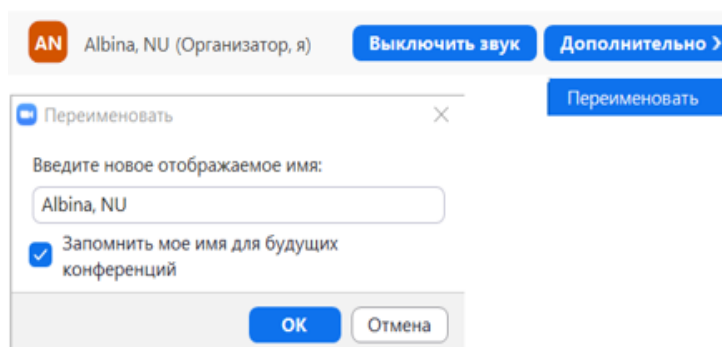 AN Albina, NU (Организатор, я) Выключить звук Дополнительно >
Переименовать
Переименовать
Введите новое отображаемое имя:
Albina, NU
Запомнить мое имя для будущих
конференций
ОК Отмена